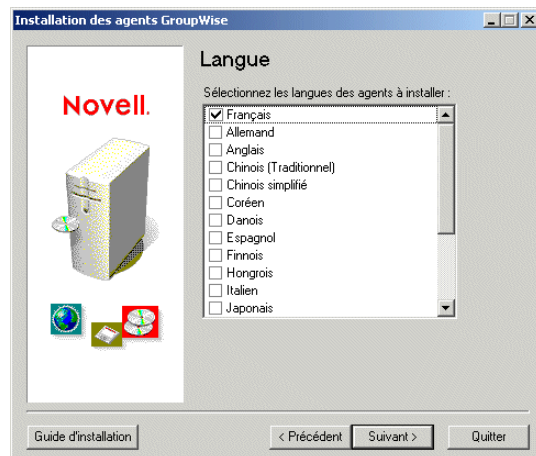 Installation des agents GroupWise
Novell.
Langue
Sélectionnez les langues des agents à installer :
Français
Allemand
Anglais
Chinois (Traditionnel)
Chinois simplifié
Coréen
Danois
Espagnol
Finnois
Hongrois
Italien
Japonais
Guide d'installation
< Précédent
Suivant >
Quitter